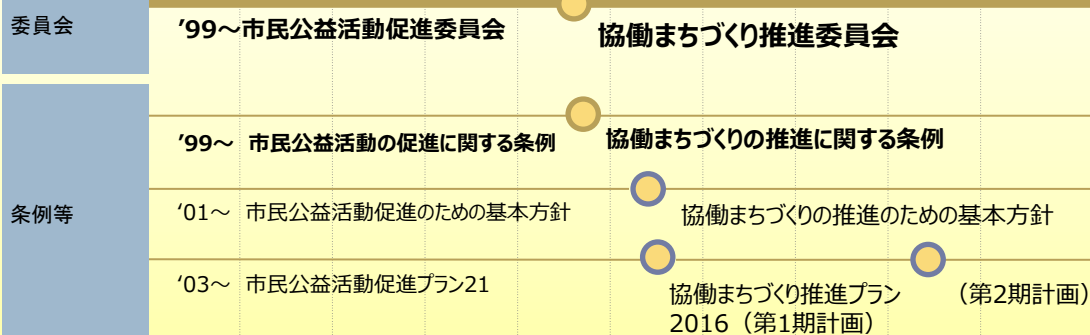 委員会
’99～市民公益活動促進委員会
協働まちづくり推進委員会
条例等
’99～ 市民公益活動の促進に関する条例
協働まちづくりの推進に関する条例
‘01～ 市民公益活動促進のための基本方針
協働まちづくりの推進のための基本方針
‘03～ 市民公益活動促進プラン21
協働まちづくり推進プラン
2016（第1期計画）
（第2期計画）